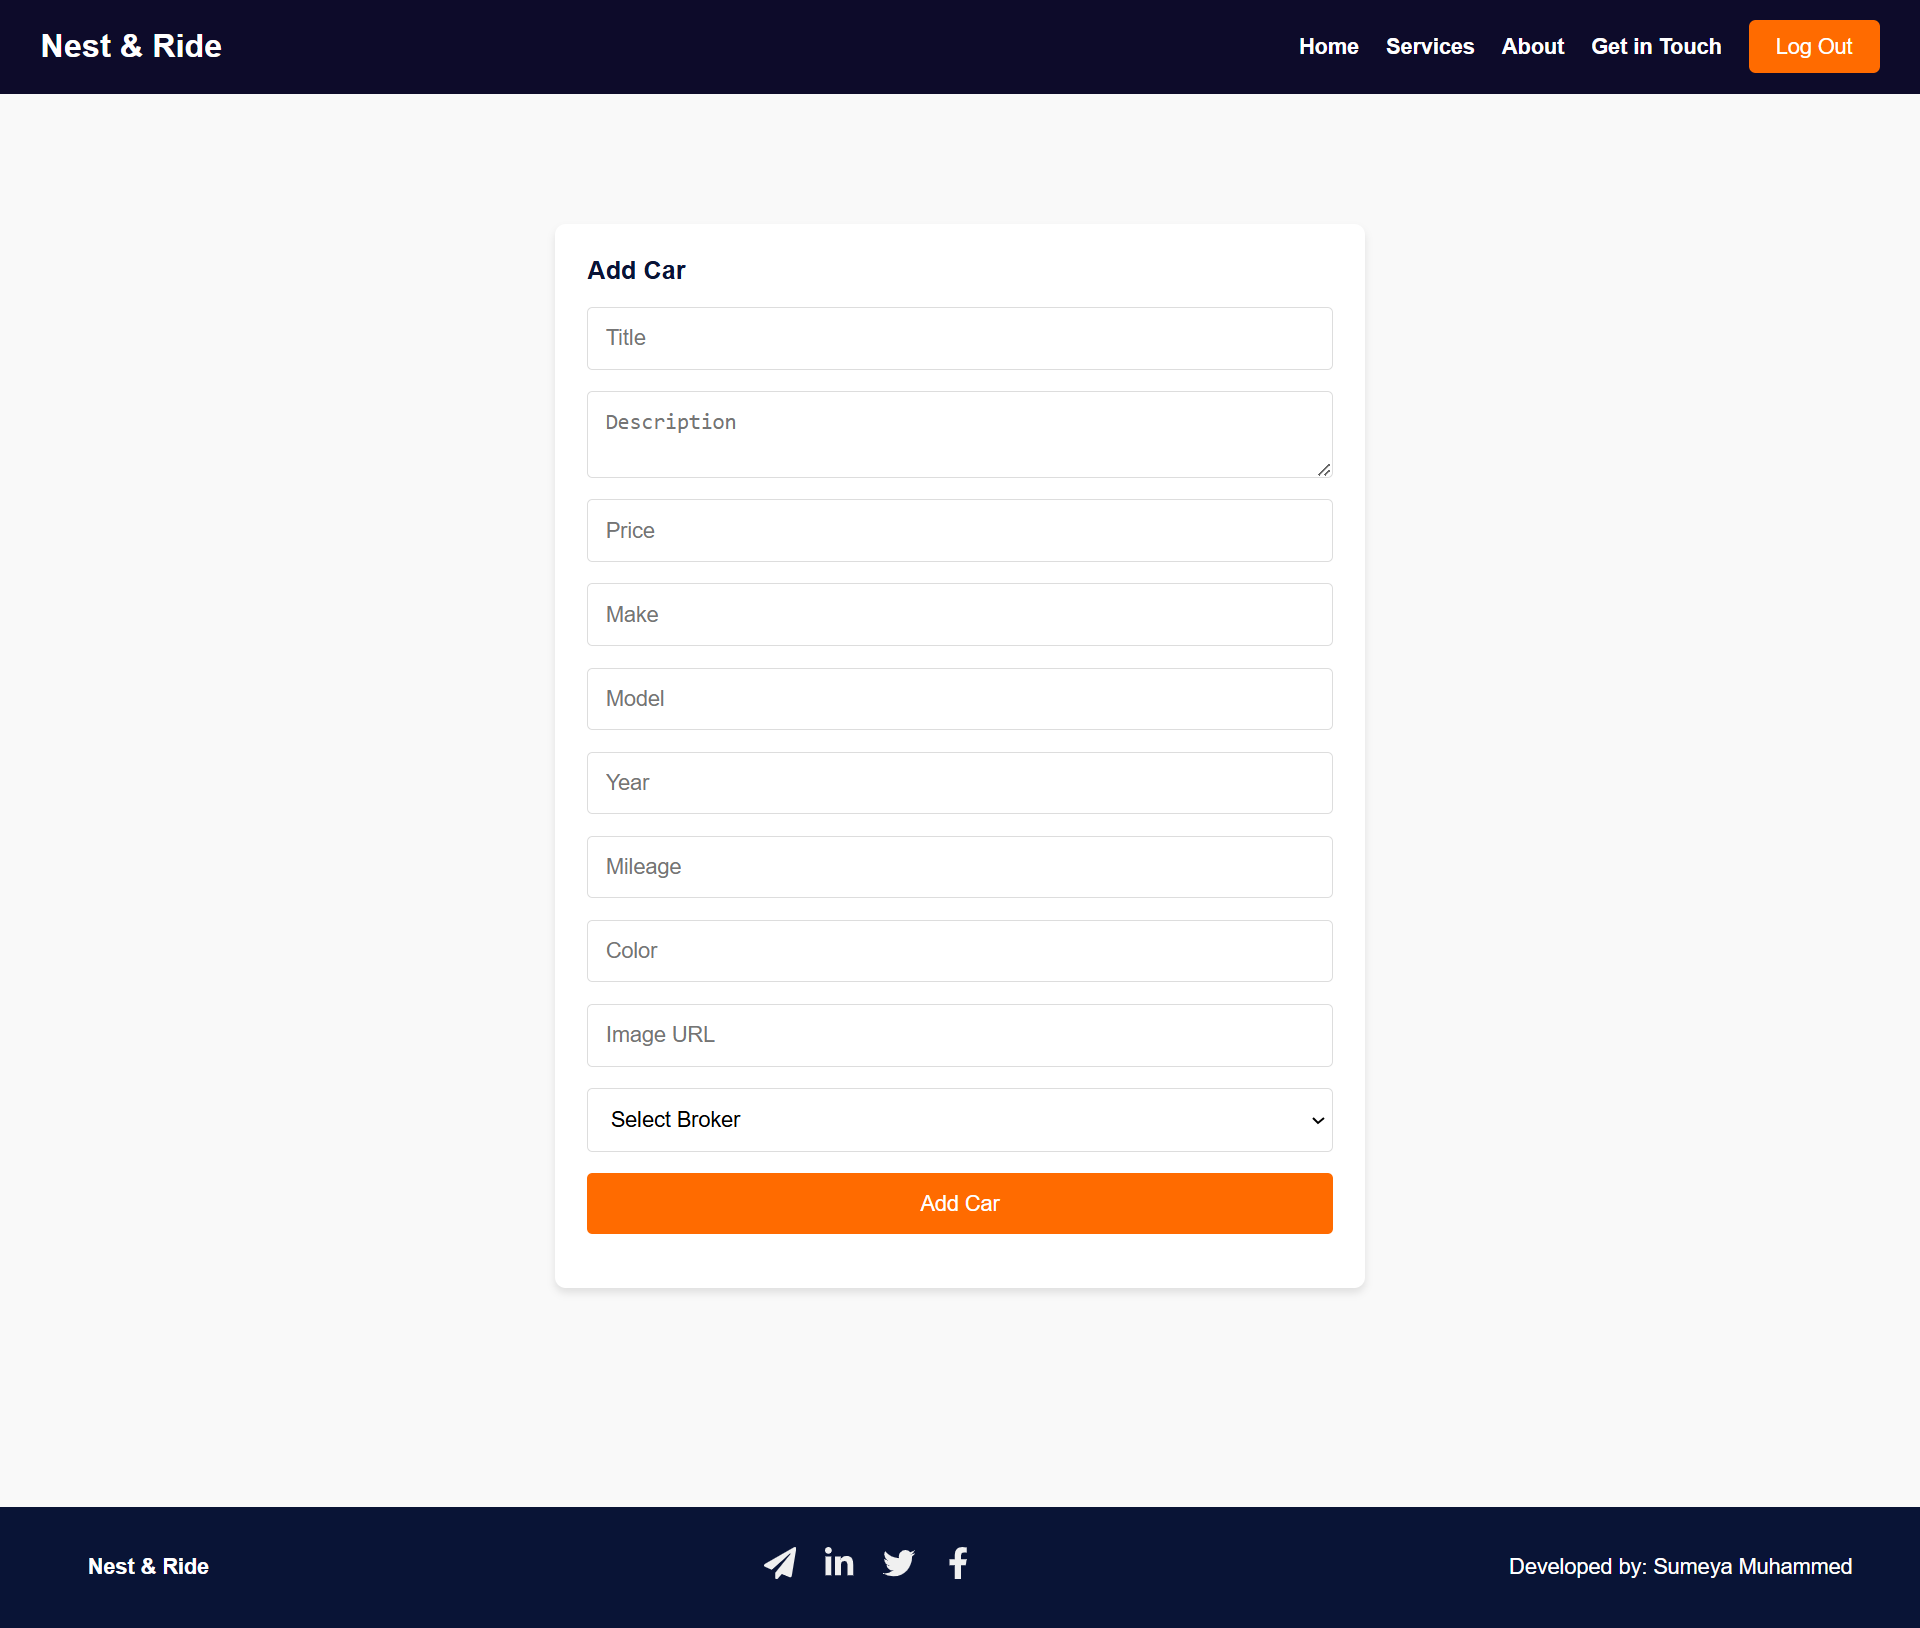 Nest & Ride
Home Services About Get in Touch Log Out
Add Car
Title
Description
Price
Make
Model
Year
Mileage
Color
Image URL
Select Broker
Add Car
Nest & Ride
Developed by: Sumeya Muhammed